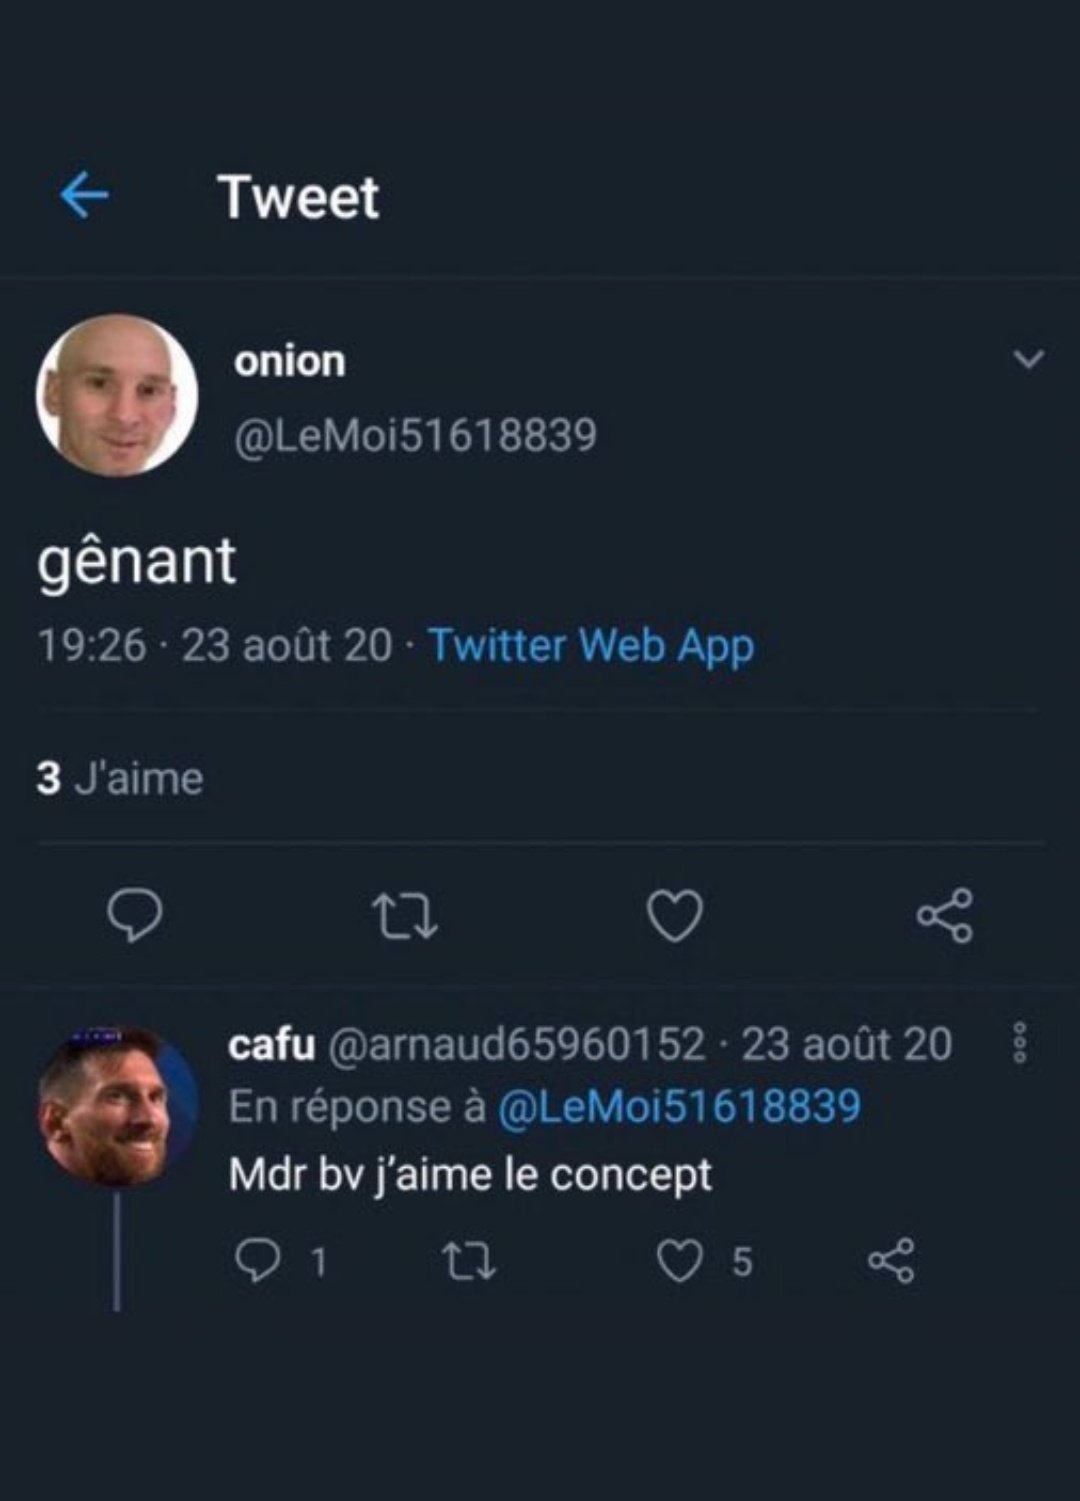 Tweet
onion
@LeMoi51618839
gênant
19:26 · 23 août 20 · Twitter Web App
3 J'aime
cafu @arnaud65960152 · 23 août 20
En réponse à @LeMoi51618839
Mdr bv j’aime le concept
1 5